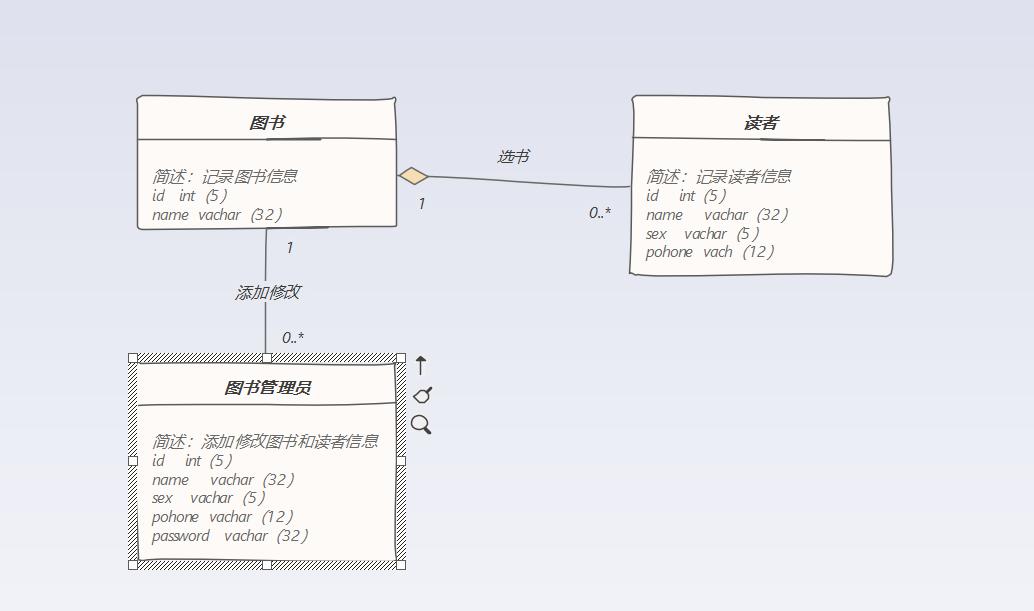 图书
简述：记录图书信息
id int（5）
name vachar（32）
选书
1
0..*
读者
简述：记录读者信息
id int（5）
name vachar（32）
sex vachar（5）
pohone vach（12）
1
添加修改
0..*
图书管理员
简述：添加修改图书和读者信息
id int（5）
name vachar（32）
sex vachar（5）
pohone vachar（12）
password vachar（32）